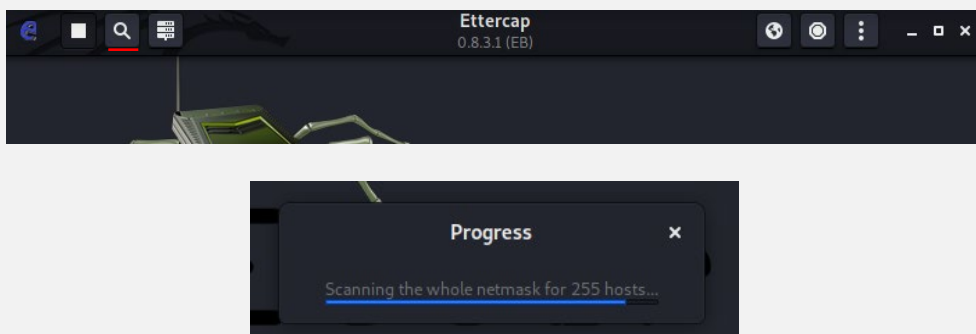 Ettercap
0.8.3.1 (EB)
Progress
Scanning the whole netmask for 255 hosts...